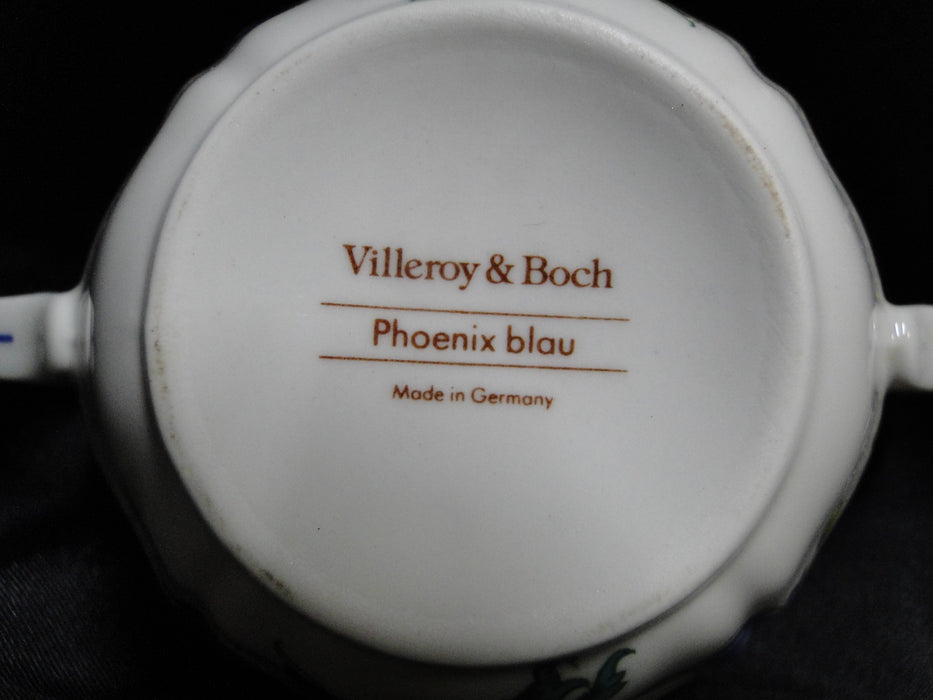 Villeroy & Boch
Phoenix blau
Made in Germany